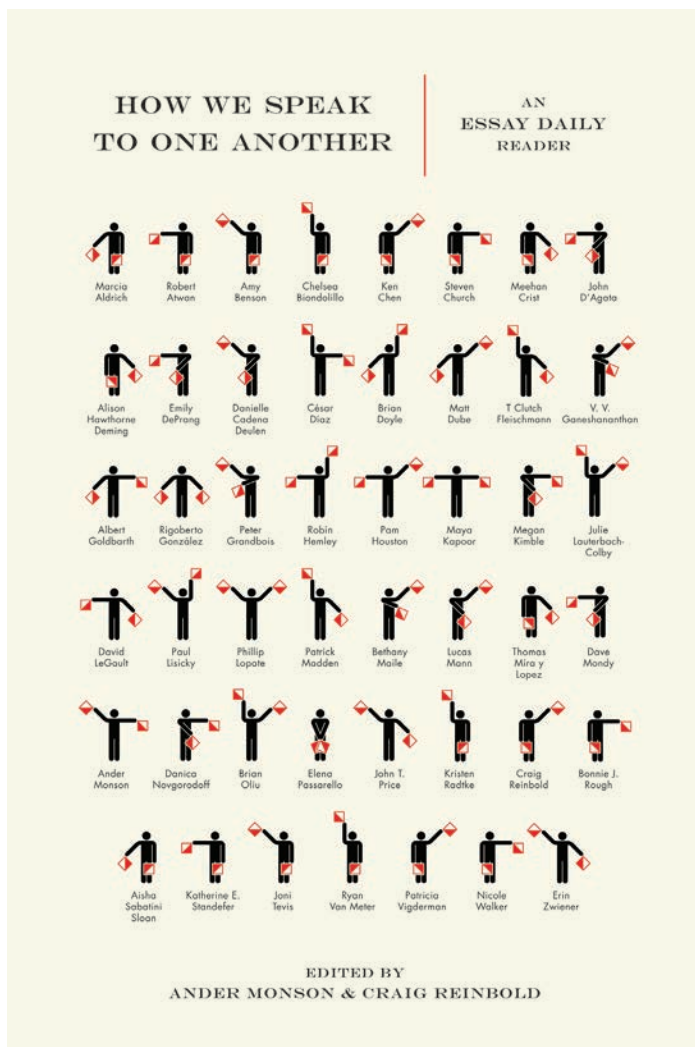 HOW WE SPEAK
TO ONE ANOTHER
AN
ESSAY DAILY
READER
Marcia
Aldrich
Robert
Atwan
Amy
Benson
Chelsea
Biondolillo
Ken
Chen
Steven
Church
Meehan
Crist
John
D'Agata
Alison
Hawthorne
Deming
Emily
DePrang
Danielle
Cadena
Deulen
César
Diaz
Brian
Doyle
Matt
Dube
T Clutch
Fleischmann
V. V.
Ganeshananthan
Albert
Goldbarth
Rigoberto
González
Peter
Grandbois
Robin
Hemley
Pam
Houston
Maya
Kapoor
Megan
Kimble
Julie
Lauterbach-
Colby
David
LeGault
Paul
Lisicky
Phillip
Lopate
Patrick
Madden
Bethany
Maile
Lucas
Mann
Thomas
Mira y
Lopez
Dave
Mondy
Ander
Monson
Danica
Novgorodoff
Brian
Oliu
Elena
Passarello
John T.
Price
Kristen
Radtke
Craig
Reinbold
Bonnie J.
Rough
Aisha
Sabatini
Sloan
Katherine E.
Standefer
Joni
Tevis
Ryan
Van Meter
Patricia
Vigderman
Nicole
Walker
Erin
Zwiener
EDITED BY
ANDER MONSON & CRAIG REINBOLD